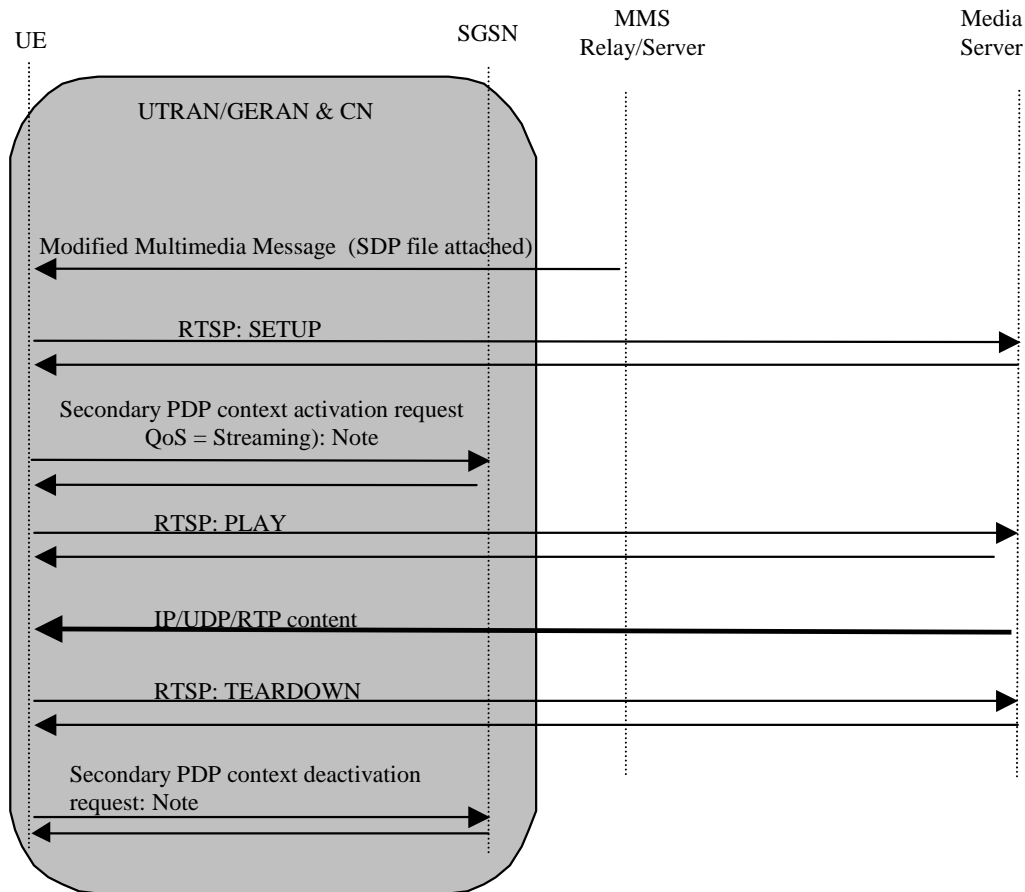 UE
SGSN
MMS
Relay/Server
Media
Server
UTRAN/GERAN & CN
Modified Multimedia Message (SDP file attached)
RTSP: SETUP
Secondary PDP context activation request
QoS = Streaming): Note
RTSP: PLAY
IP/UDP/RTP content
RTSP: TEARDOWN
Secondary PDP context deactivation
request: Note